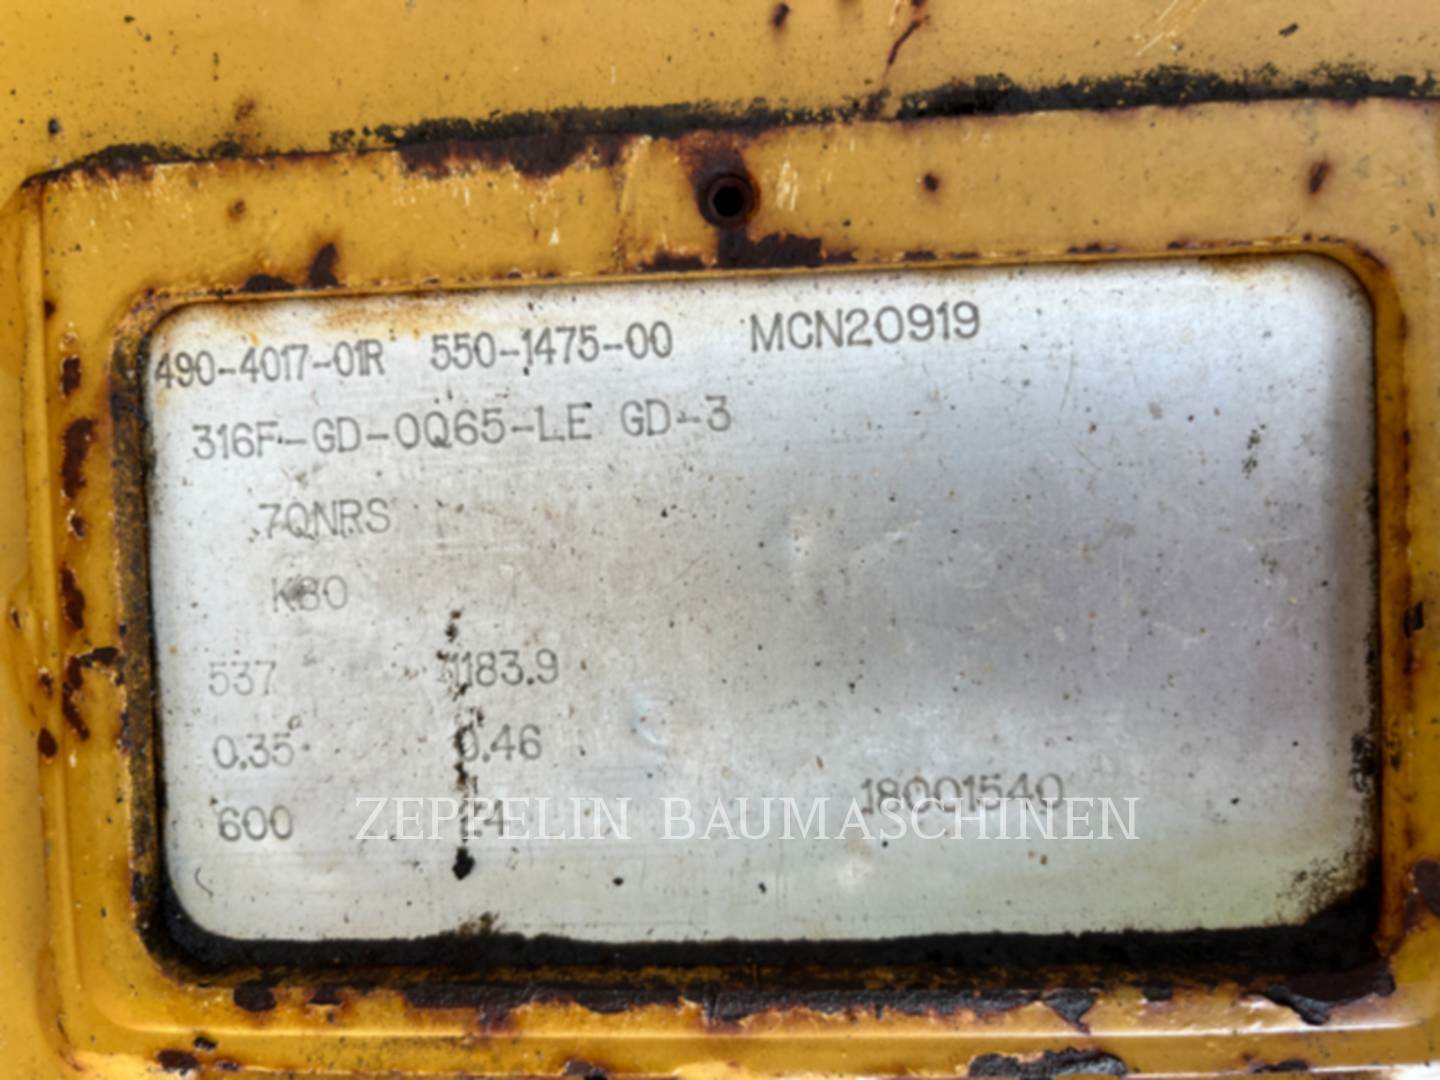 490-4017-01R 550-1475-00 MCN20919
316F-GD-0Q65-LE GD-3
7QNRS
K80
537 1183.9
0.35 0.46
600 24 18001540
ZEPPELIN BAUMASCHINEN